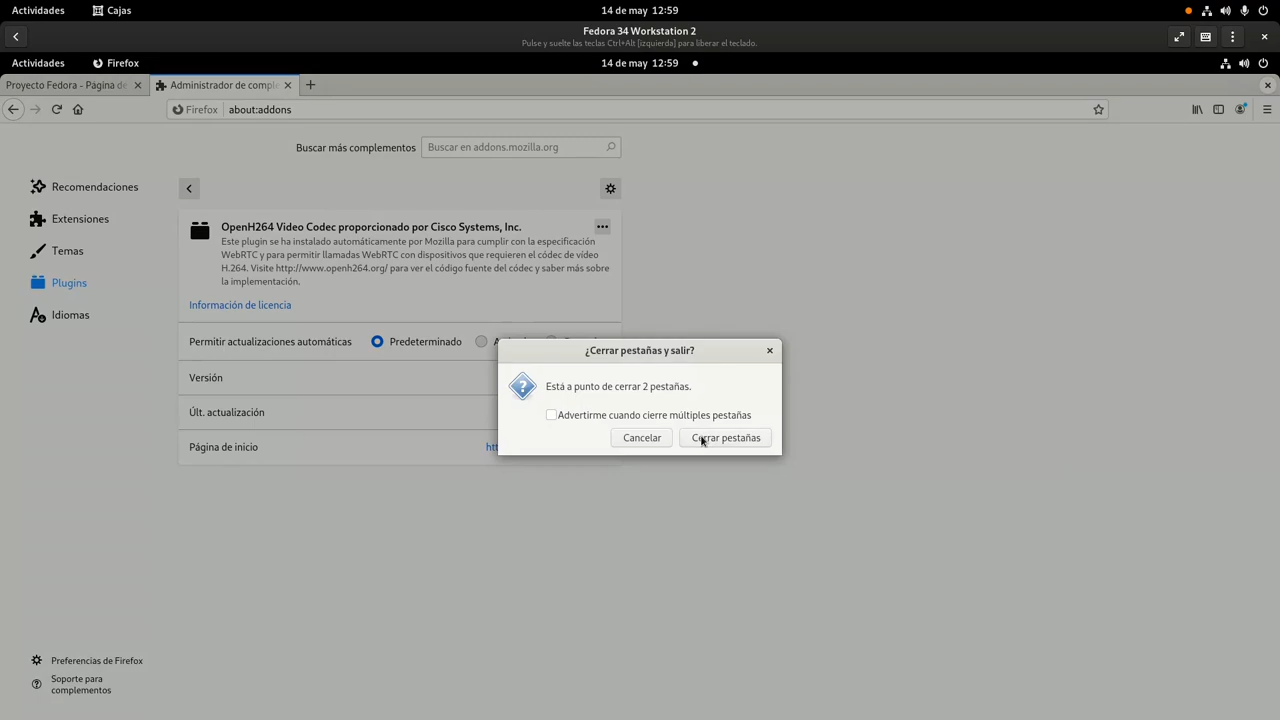 Actividades
Cajas
14 de may 12:59
Fedora 34 Workstation 2
Pulse y suelte las teclas Ctrl+Alt [izquierda] para liberar el teclado.
Actividades
Firefox
14 de may 12:59
Proyecto Fedora - Página de
Administrador de comple
Firefox
about:addons
Buscar más complementos
Buscar en addons.mozilla.org
Recomendaciones
Extensiones
Temas
Plugins
Idiomas
OpenH264 Video Codec proporcionado por Cisco Systems, Inc.
Este plugin se ha instalado automáticamente por Mozilla para cumplir con la especificación
WebRTC y para permitir llamadas WebRTC con dispositivos que requieren el códec de vídeo
H.264. Visite http://www.openh264.org/ para ver el código fuente del códec y saber más sobre
la implementación.
Información de licencia
Permitir actualizaciones automáticas
Predeterminado
Versión
Últ. actualización
Página de inicio
htt
¿Cerrar pestañas y salir?
Está a punto de cerrar 2 pestañas.
Advertirme cuando cierre múltiples pestañas
Cancelar
Cerrar pestañas
Preferencias de Firefox
Soporte para
complementos